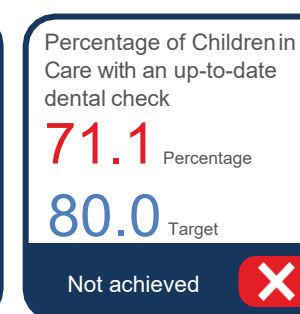 Percentage of Children in
Care with an up-to-date
dental check
71.1 Percentage
80.0 Target
Not achieved